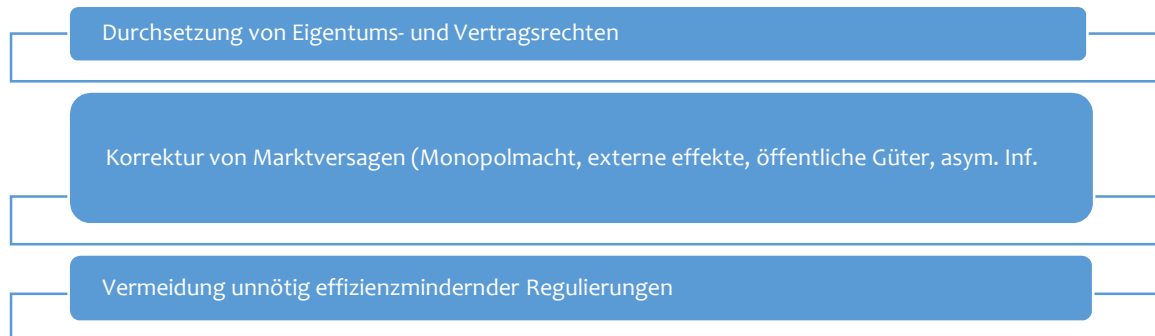 Durchsetzung von Eigentums- und Vertragsrechten
Korrektur von Marktversagen (Monopolmacht, externe effekte, öffentliche Güter, asym. Inf.
Vermeidung unnötig effizienzmindernder Regulierungen